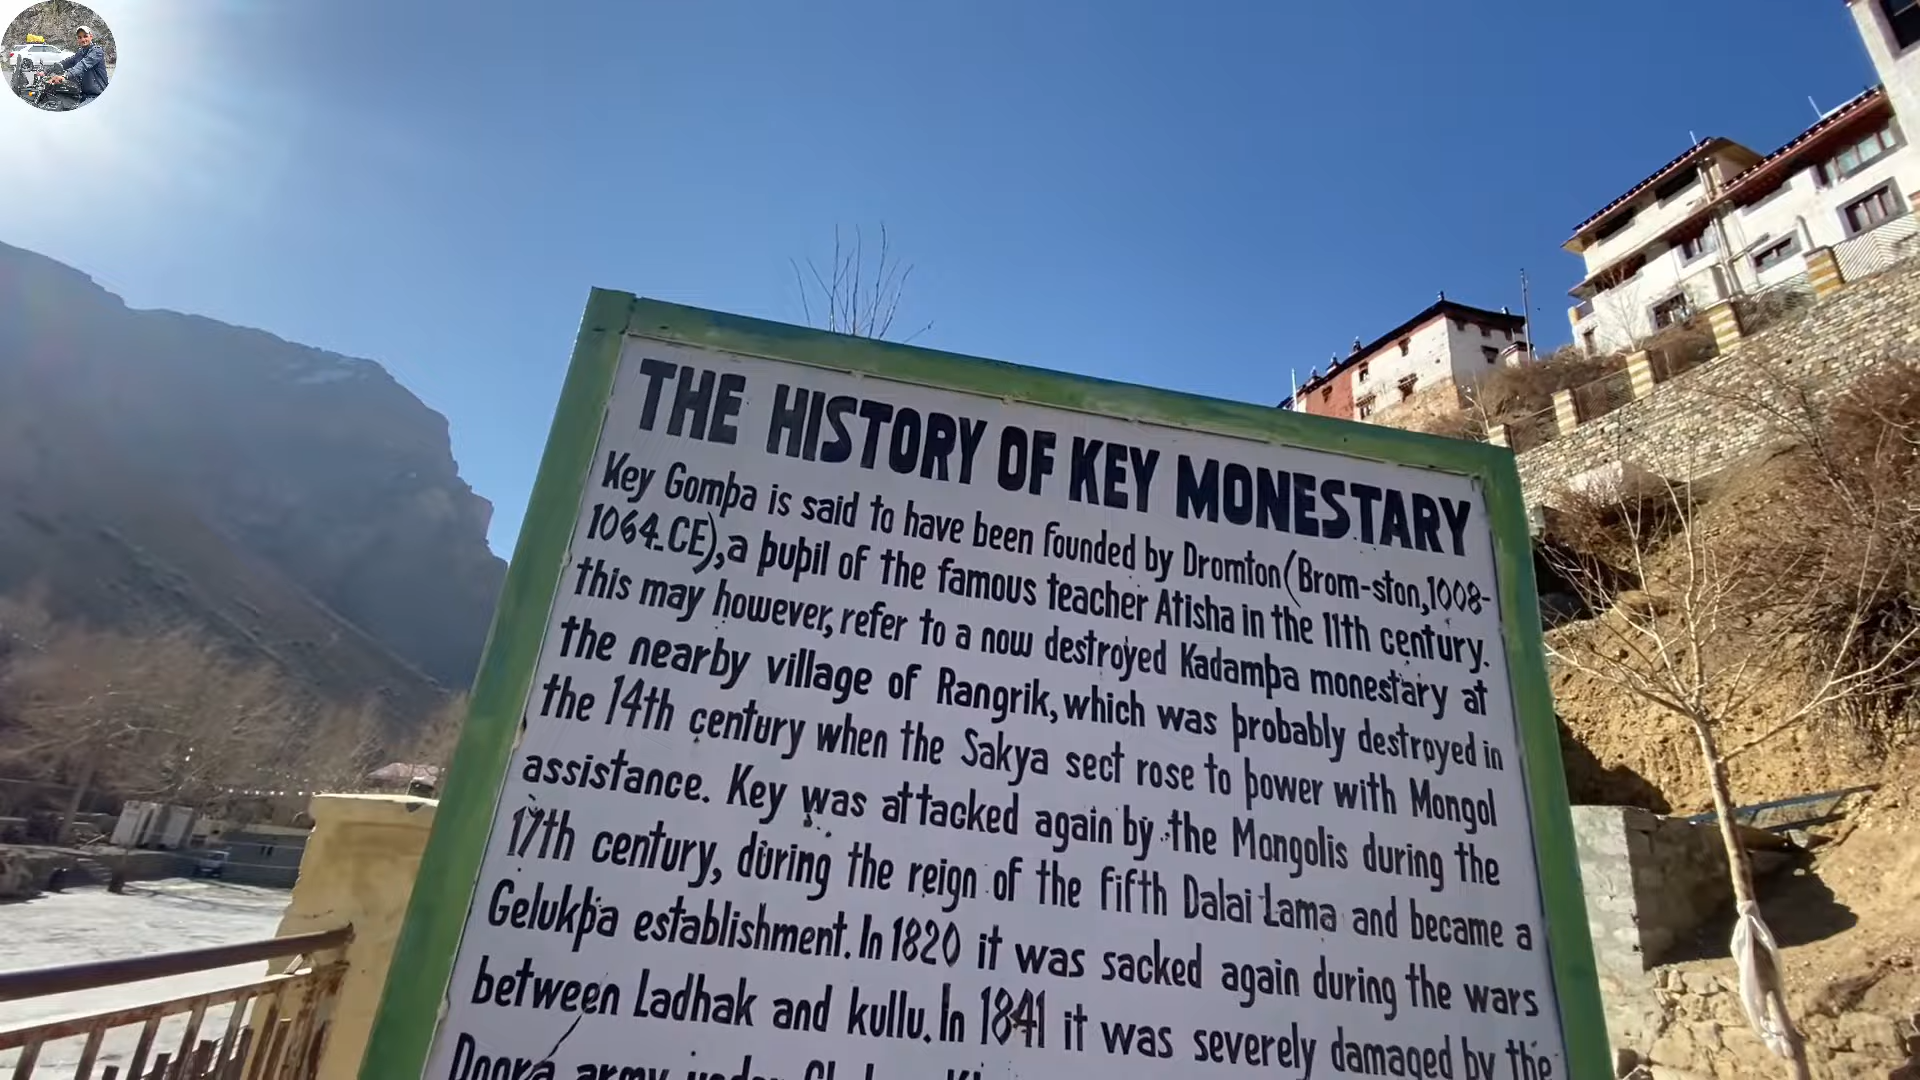 THE HISTORY OF KEY MONESTARY
Key Gompa is said to have been founded by Dromton(Brom-ston,1008-
1064.CE),a pupil of the famous teacher Atisha in the 11th century.
this may however, refer to a now destroyed Kadampa monestary at
the nearby village of Rangrik, which was probably destroyed in
the 14th century when the Sakya sect rose to power with Mongol
assistance. Key was attacked again by the Mongolis during the
17th century, during the reign of the fifth Dalai Lama and became a
Gelukpa establishment. In 1820 it was sacked again during the wars
between Ladhak and kullu. In 1841 it was severely damaged by the
Dogra army under